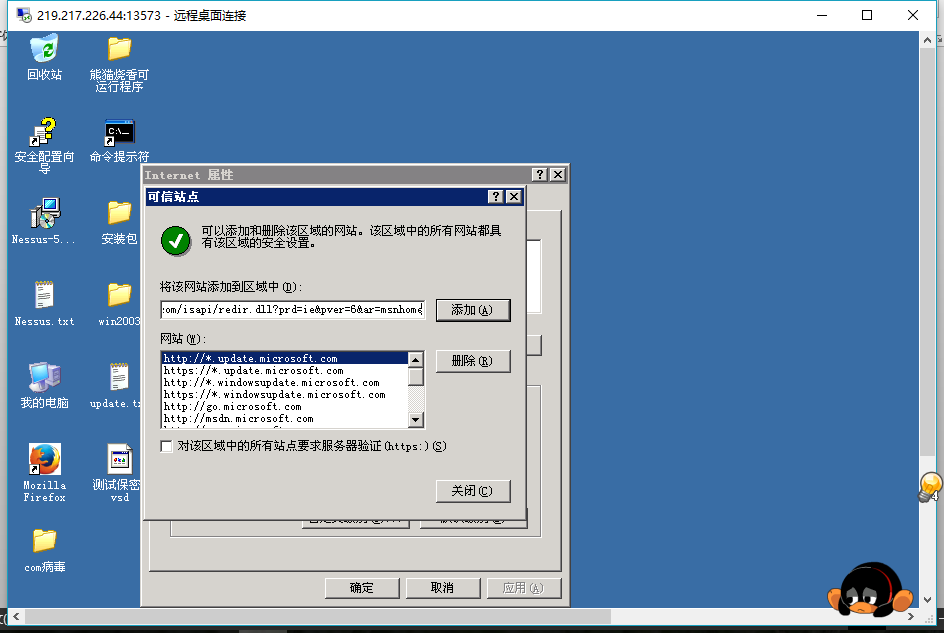 219.217.226.44:13573 - 远程桌面连接
回收站
熊猫烧香可
运行程序
安全配置向
导
命令提示符
C:\_
Nessus-5...
安装包
Nessus.txt
win2003
我的电脑
update.tx
Mozilla
Firefox
测试保密
vsd
com病毒
Internet 属性
可信站点
可以添加和删除该区域的网站。该区域中的所有网站都具
有该区域的安全设置。
将该网站添加到区域中(D):
com/isapi/redir.dll?prd=ie&pver=6&ar=msnhome
添加(A)
网站(W):
http://*.update.microsoft.com
https://*.update.microsoft.com
http://*.windowsupdate.microsoft.com
https://*.windowsupdate.microsoft.com
http://go.microsoft.com
http://msdn.microsoft.com
删除(R)
对该区域中的所有站点要求服务器验证(https:)(S)
关闭(C)
确定
取消
应用(A)
4